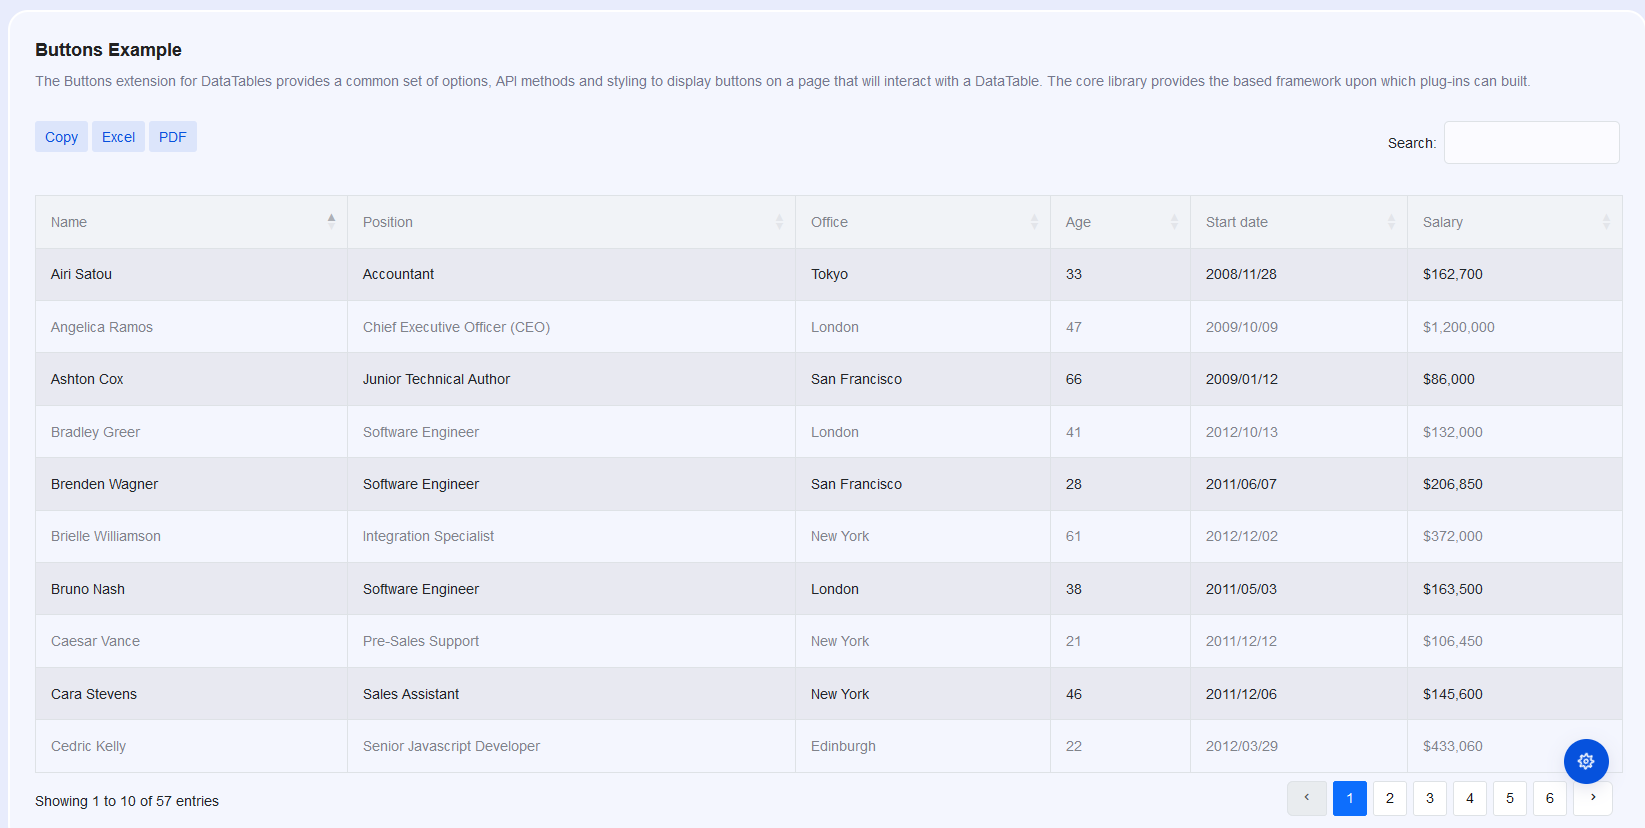 Buttons Example
The Buttons extension for DataTables provides a common set of options, API methods and styling to display buttons on a page that will interact with a DataTable. The core library provides the based framework upon which plug-ins can built.
Copy Excel PDF Search:
Name Position Office Age Start date Salary
Airi Satou Accountant Tokyo 33 2008/11/28 $162,700
Angelica Ramos Chief Executive Officer (CEO) London 47 2009/10/09 $1,200,000
Ashton Cox Junior Technical Author San Francisco 66 2009/01/12 $86,000
Bradley Greer Software Engineer London 41 2012/10/13 $132,000
Brenden Wagner Software Engineer San Francisco 28 2011/06/07 $206,850
Brielle Williamson Integration Specialist New York 61 2012/12/02 $372,000
Bruno Nash Software Engineer London 38 2011/05/03 $163,500
Caesar Vance Pre-Sales Support New York 21 2011/12/12 $106,450
Cara Stevens Sales Assistant New York 46 2011/12/06 $145,600
Cedric Kelly Senior Javascript Developer Edinburgh 22 2012/03/29 $433,060
Showing 1 to 10 of 57 entries ‹ 1 2 3 4 5 6 ›